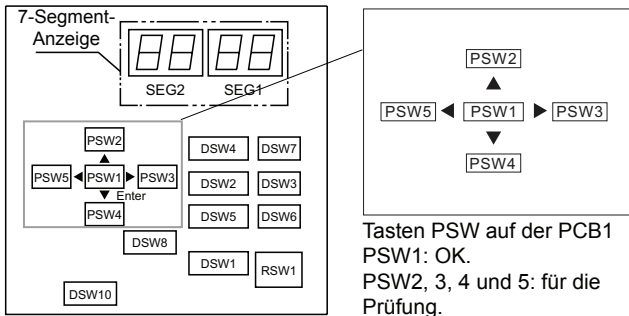 7-Segment-
Anzeige
SEG2 SEG1
PSW2
PSW5 PSW1 PSW3
Enter
PSW4
DSW4 DSW7
DSW2 DSW3
DSW5 DSW6
DSW8
DSW1 RSW1
DSW10
PSW2
PSW5 PSW1 PSW3
PSW4
Tasten PSW auf der PCB1
PSW1: OK.
PSW2, 3, 4 und 5: für die
Prüfung.